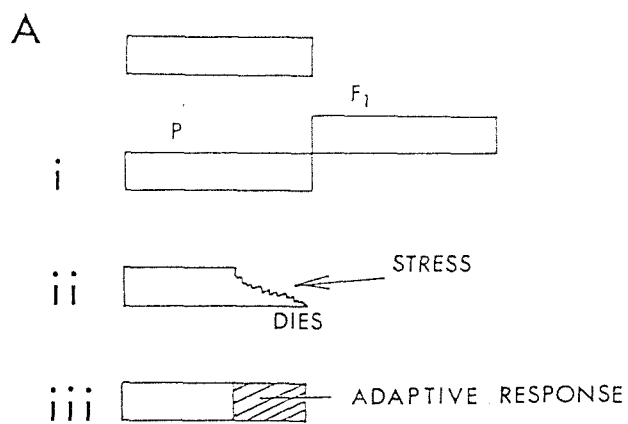 A
F1
P
i
ii
STRESS
DIES
iii
ADAPTIVE RESPONSE